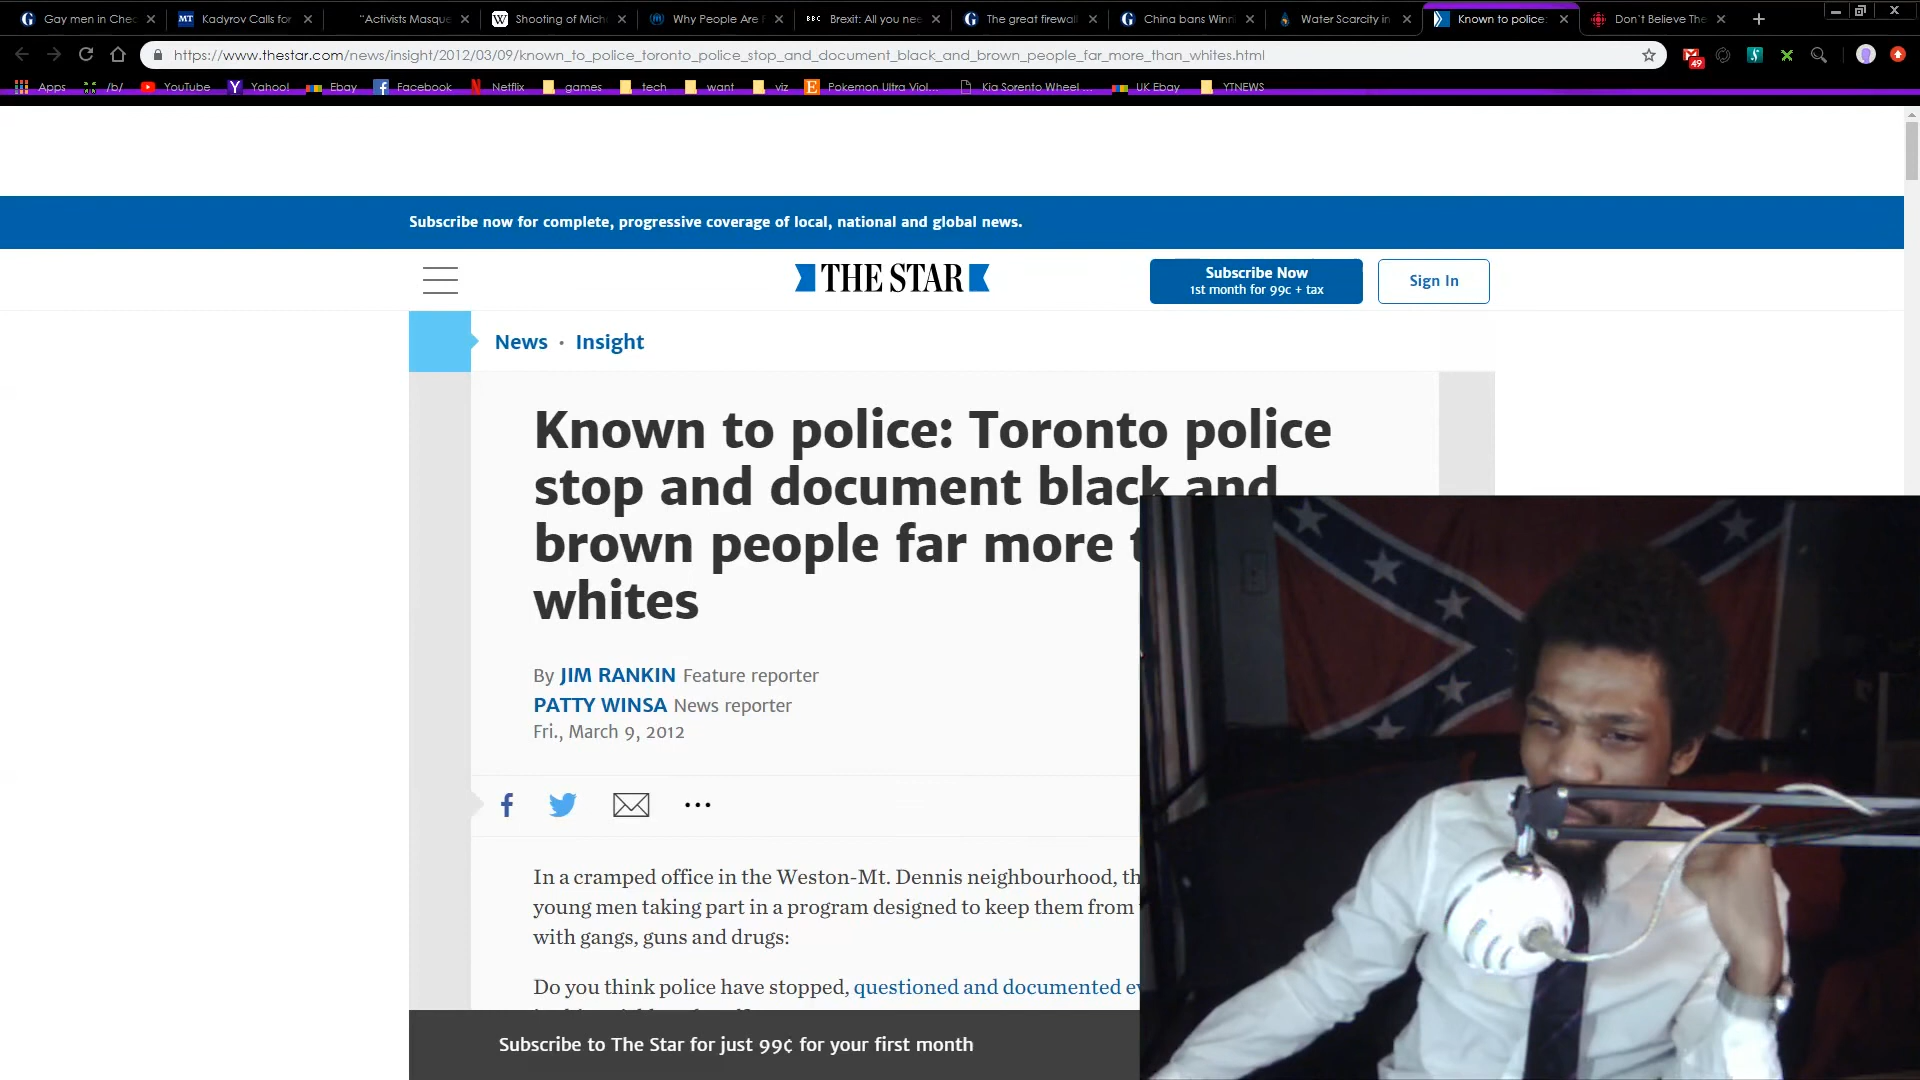 Gay men in Chec
Kadyrov Calls for
"Activists Masque
Shooting of Mich
Why People Are F
Brexit: All you nee
The great firewall
China bans Winni
Water Scarcity in
Known to police:
Don't Believe The
https://www.thestar.com/news/insight/2012/03/09/known_to_police_toronto_police_stop_and_document_black_and_brown_people_far_more_than_whites.html
49
Apps
/b/
YouTube
Yahoo!
Ebay
Facebook
Netflix
games
tech
want
viz
Pokemon Ultra Viol...
Kia Sorento Wheel ...
UK Ebay
YTNEWS
Subscribe now for complete, progressive coverage of local, national and global news.
THE STAR
Subscribe Now
1st month for 99c + tax
Sign In
News · Insight
Known to police: Toronto police
stop and document black and
brown people far more
whites
By JIM RANKIN Feature reporter
PATTY WINSA News reporter
Fri., March 9, 2012
In a cramped office in the Weston-Mt. Dennis neighbourhood, th
young men taking part in a program designed to keep them from
with gangs, guns and drugs:
Do you think police have stopped, questioned and documented ev
Subscribe to The Star for just 99¢ for your first month